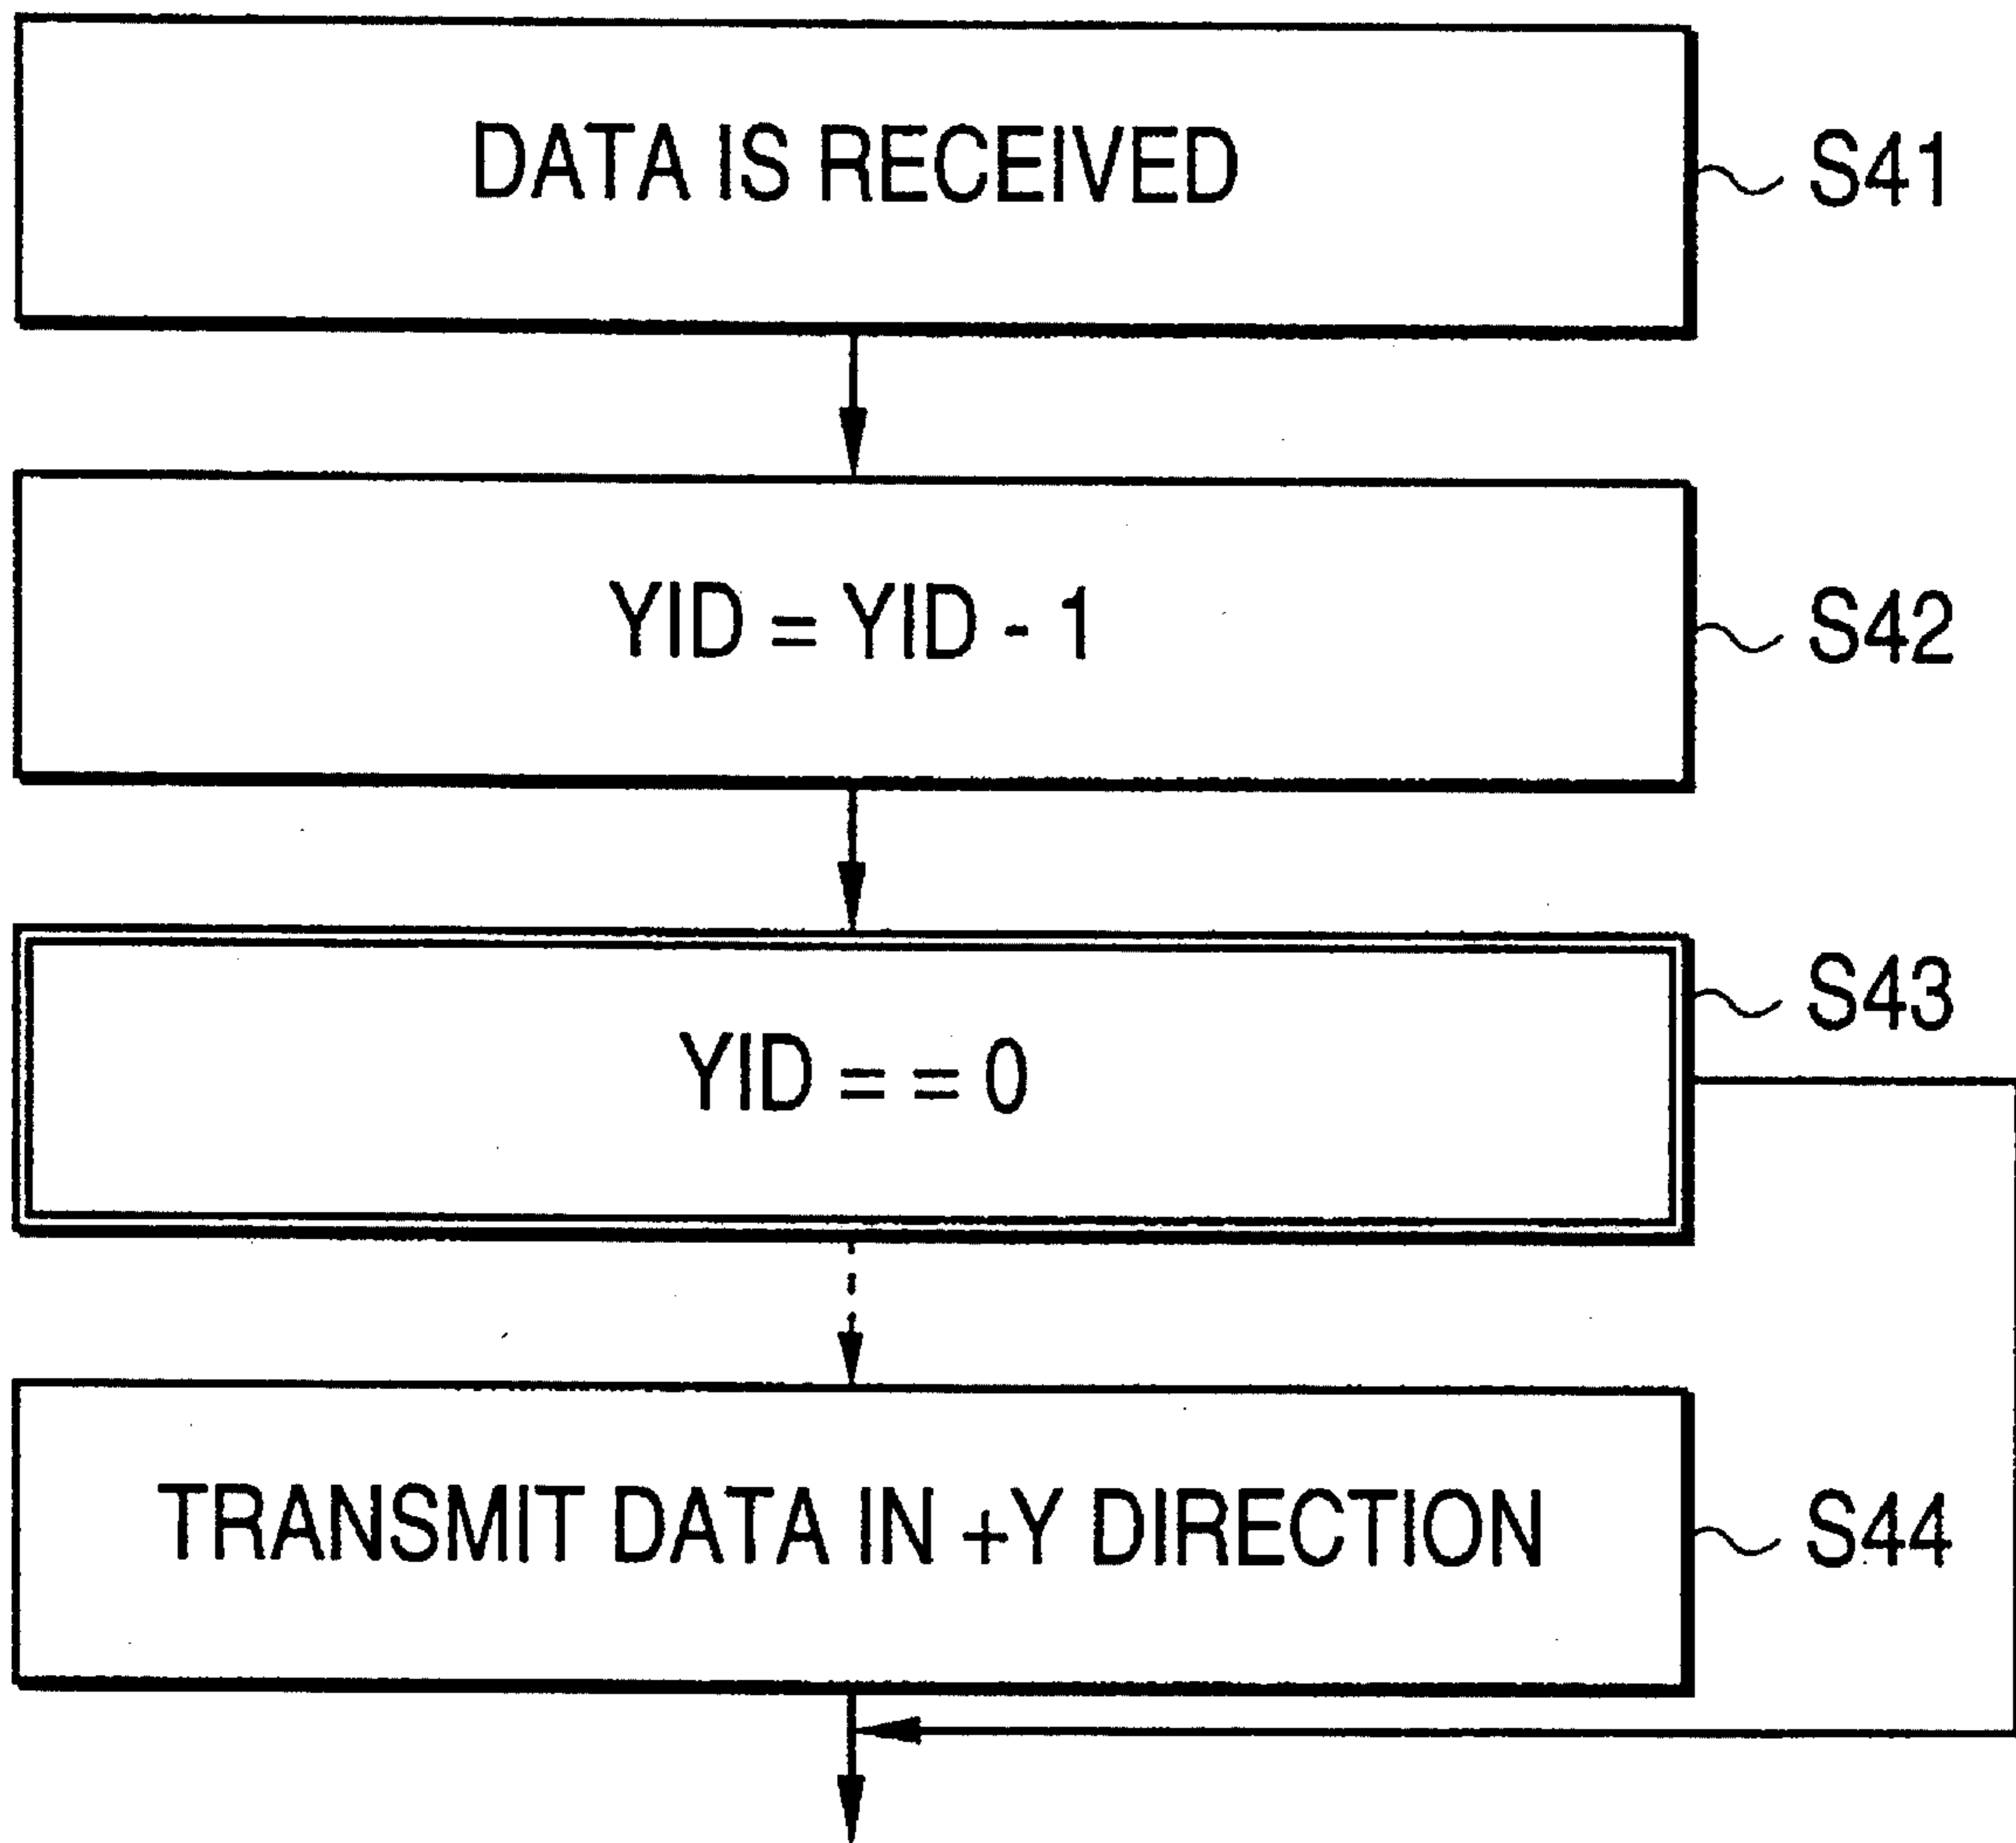 DATA IS RECEIVED
S41
YID = YID - 1
S42
YID = = 0
S43
TRANSMIT DATA IN +Y DIRECTION
S44